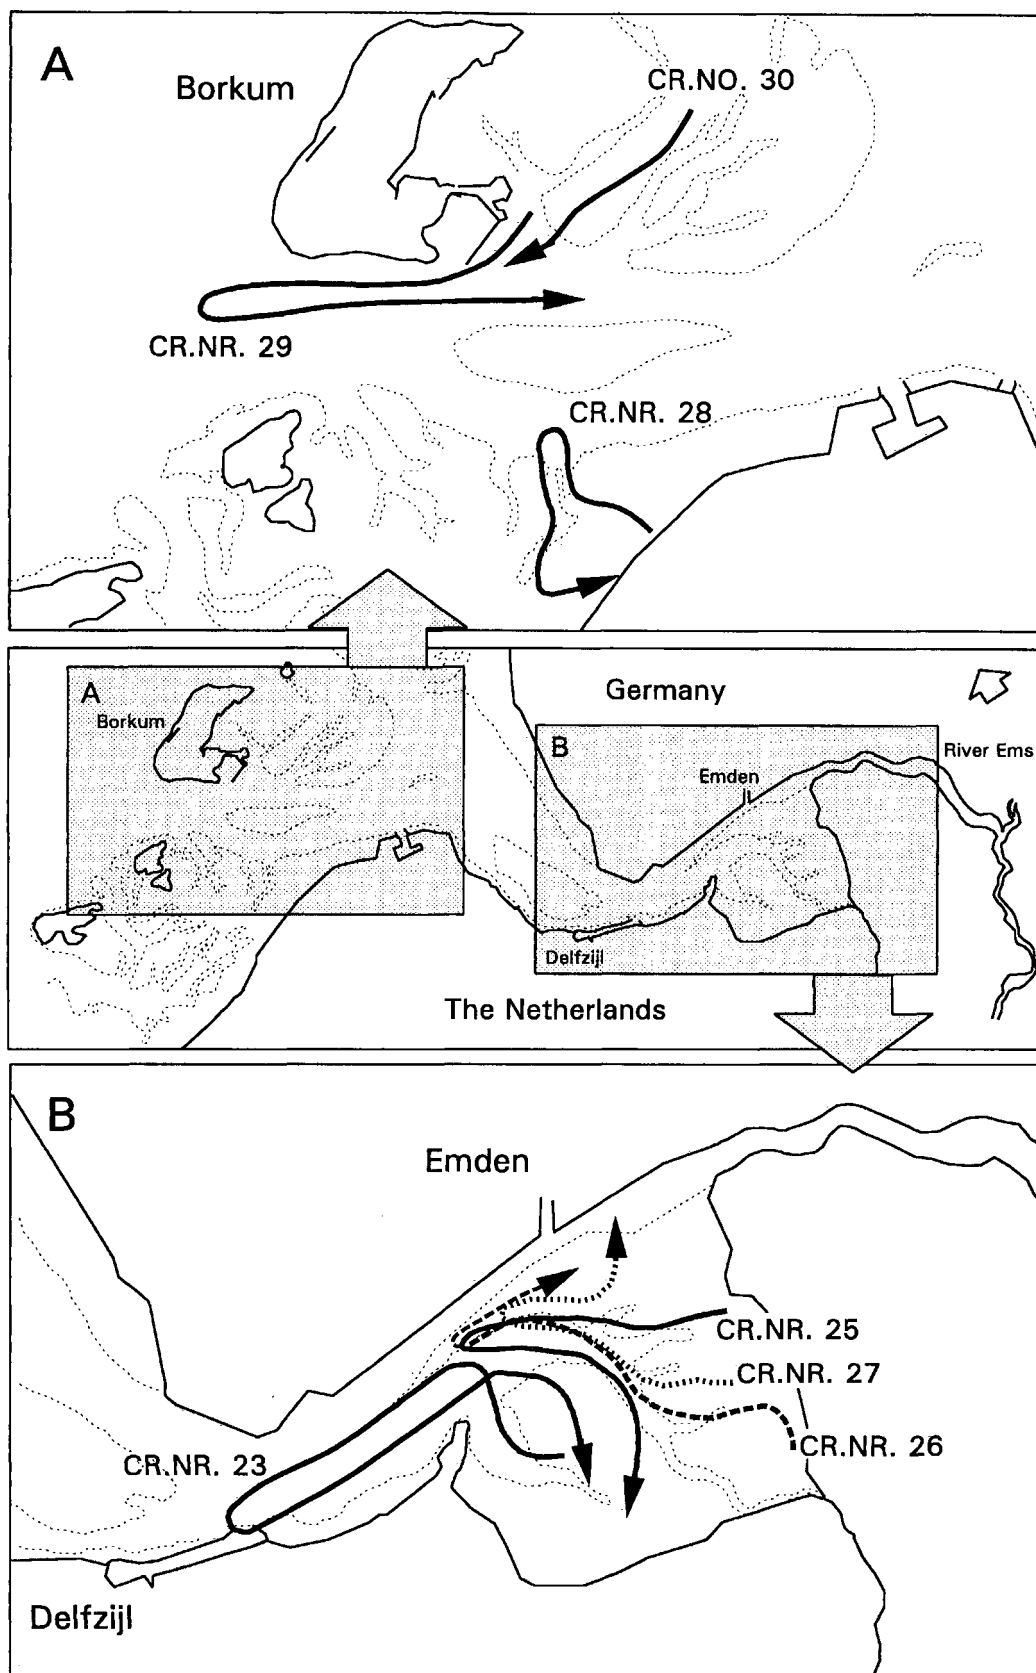 A
Borkum
CR.NO. 30
CR.NR. 29
CR.NR. 28
A
Borkum
Germany
B
River Ems
Emden
Delfzijl
The Netherlands
B
Emden
CR.NR. 25
CR.NR. 27
CR.NR. 26
CR.NR. 23
Delfzijl